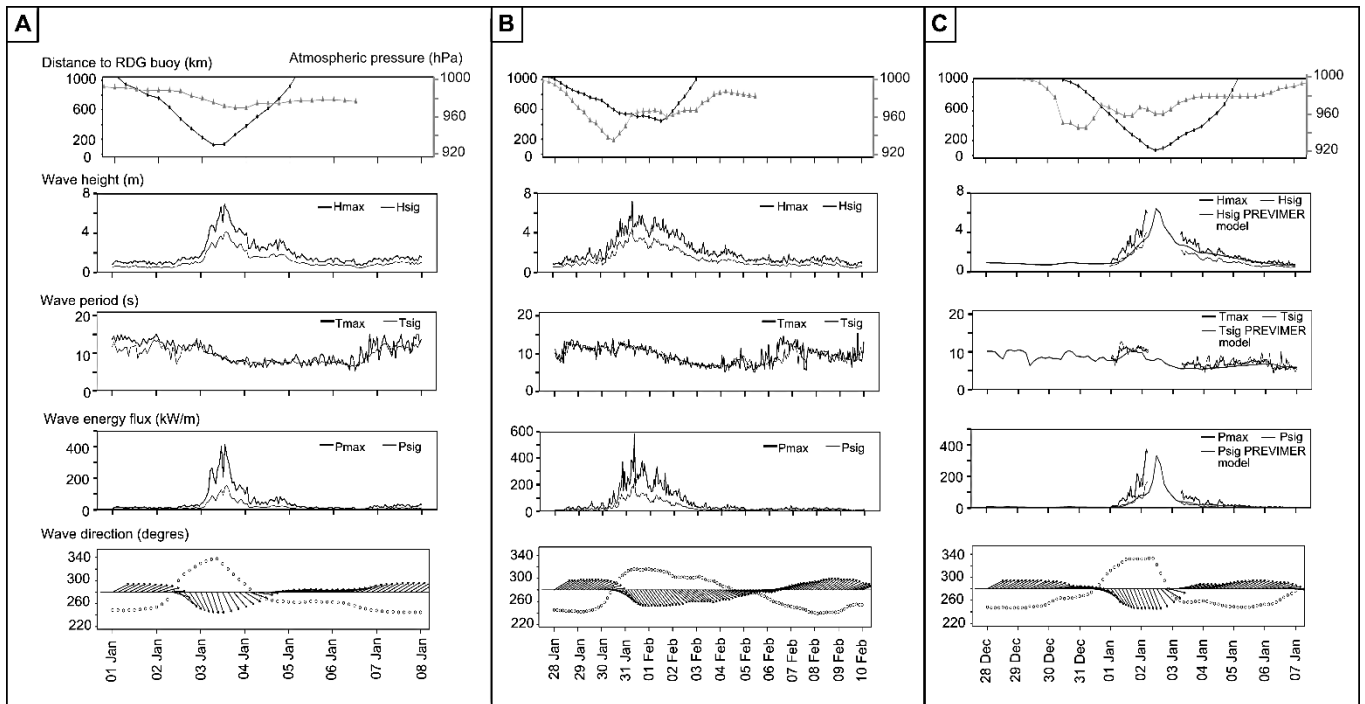 A
Distance to RDG buoy (km)
Atmospheric pressure (hPa)
1000
600
200
0
1000
960
920
Wave height (m)
8
4
0
Hmax
Hsig
Wave period (s)
20
10
0
Tmax
Tsig
Wave energy flux (kW/m)
400
200
0
Pmax
Psig
Wave direction (degres)
340
300
260
220
01 Jan
02 Jan
03 Jan
04 Jan
05 Jan
07 Jan
08 Jan
B
1000
600
200
0
1000
960
920
8
4
0
Hmax
Hsig
20
10
0
Tmax
Tsig
600
400
200
0
Pmax
Psig
340
300
260
220
28 Jan
29 Jan
30 Jan
31 Jan
01 Feb
02 Feb
03 Feb
04 Feb
05 Feb
06 Feb
07 Feb
08 Feb
09 Feb
10 Feb
C
1000
600
200
0
1000
960
920
8
4
0
Hmax
Hsig
Hsig PREVIMER
model
20
10
0
Tmax
Tsig
Tsig PREVIMER
model
400
200
0
Pmax
Psig
Psig PREVIMER
model
340
300
260
220
28 Dec
29 Dec
30 Dec
31 Dec
01 Jan
02 Jan
03 Jan
04 Jan
05 Jan
06 Jan
07 Jan